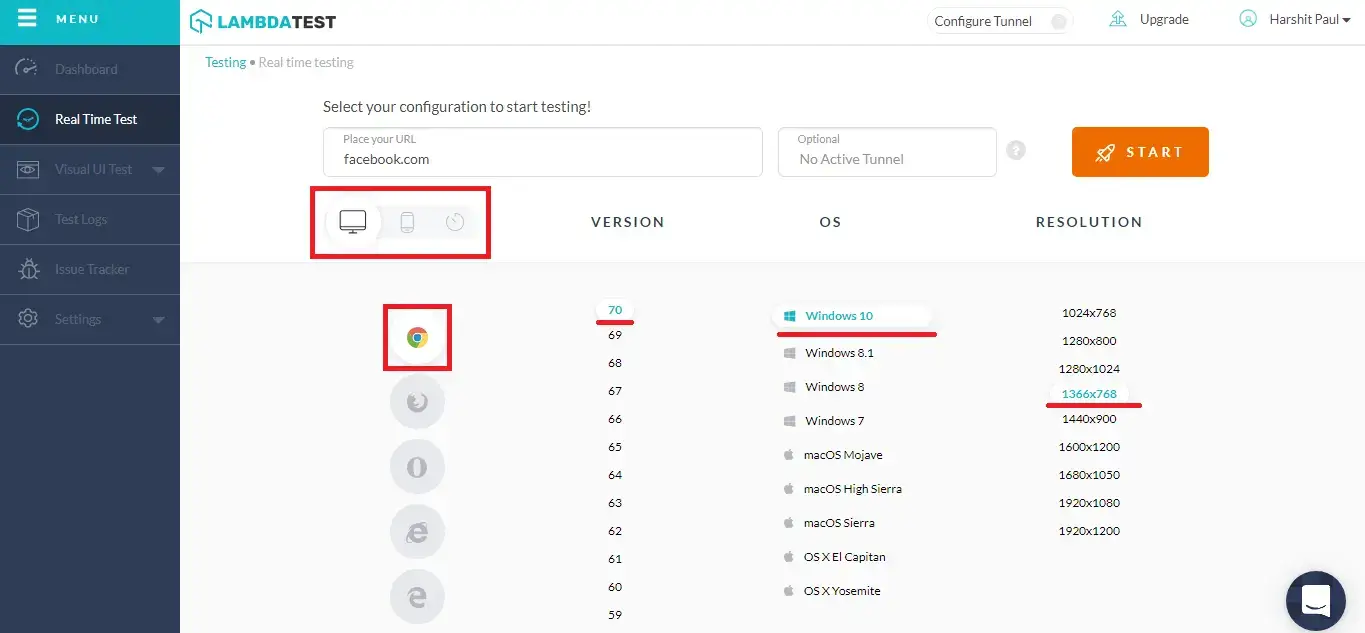 MENU
LAMBDATEST
Configure Tunnel
Upgrade
Harshit Paul
Dashboard
Real Time Test
Visual UI Test
Test Logs
Issue Tracker
Settings
Testing • Real time testing
Select your configuration to start testing!
Place your URL
facebook.com
Optional
No Active Tunnel
?
START
VERSION
OS
RESOLUTION
70
69
68
67
66
65
64
63
62
61
60
59
Windows 10
Windows 8.1
Windows 8
Windows 7
macOS Mojave
macOS High Sierra
macOS Sierra
OS X El Capitan
OS X Yosemite
1024x768
1280x800
1280x1024
1366x768
1440x900
1600x1200
1680x1050
1920x1080
1920x1200